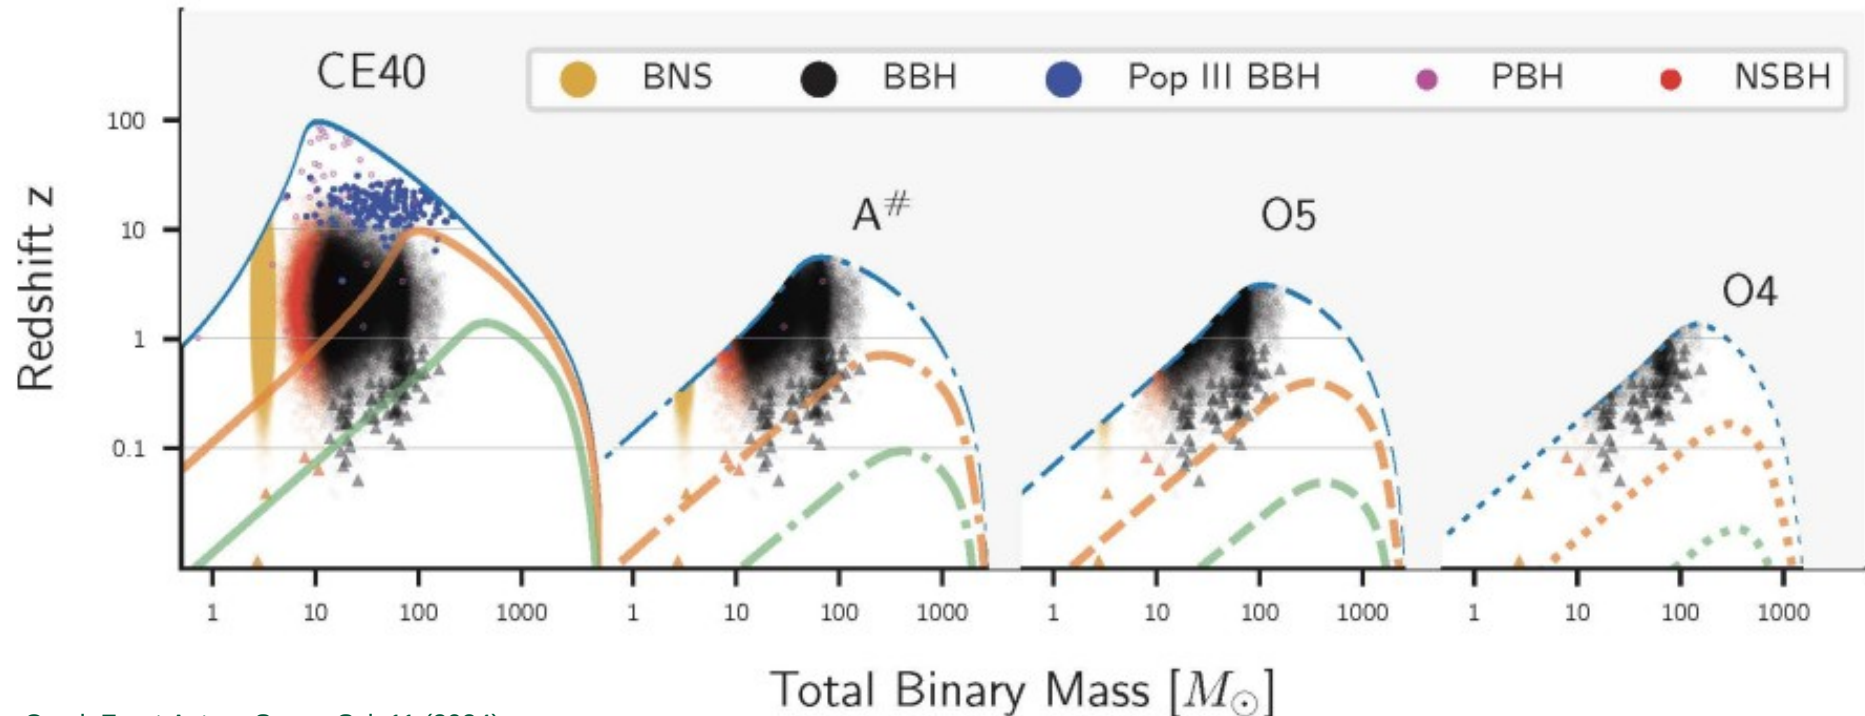 CE40
BNS BBH Pop III BBH PBH NSBH
A#
O5
O4
Redshift z
100
10
1
0.1
1 10 100 1000 1 10 100 1000 1 10 100 1000 1 10 100 1000
Total Binary Mass [M☉]